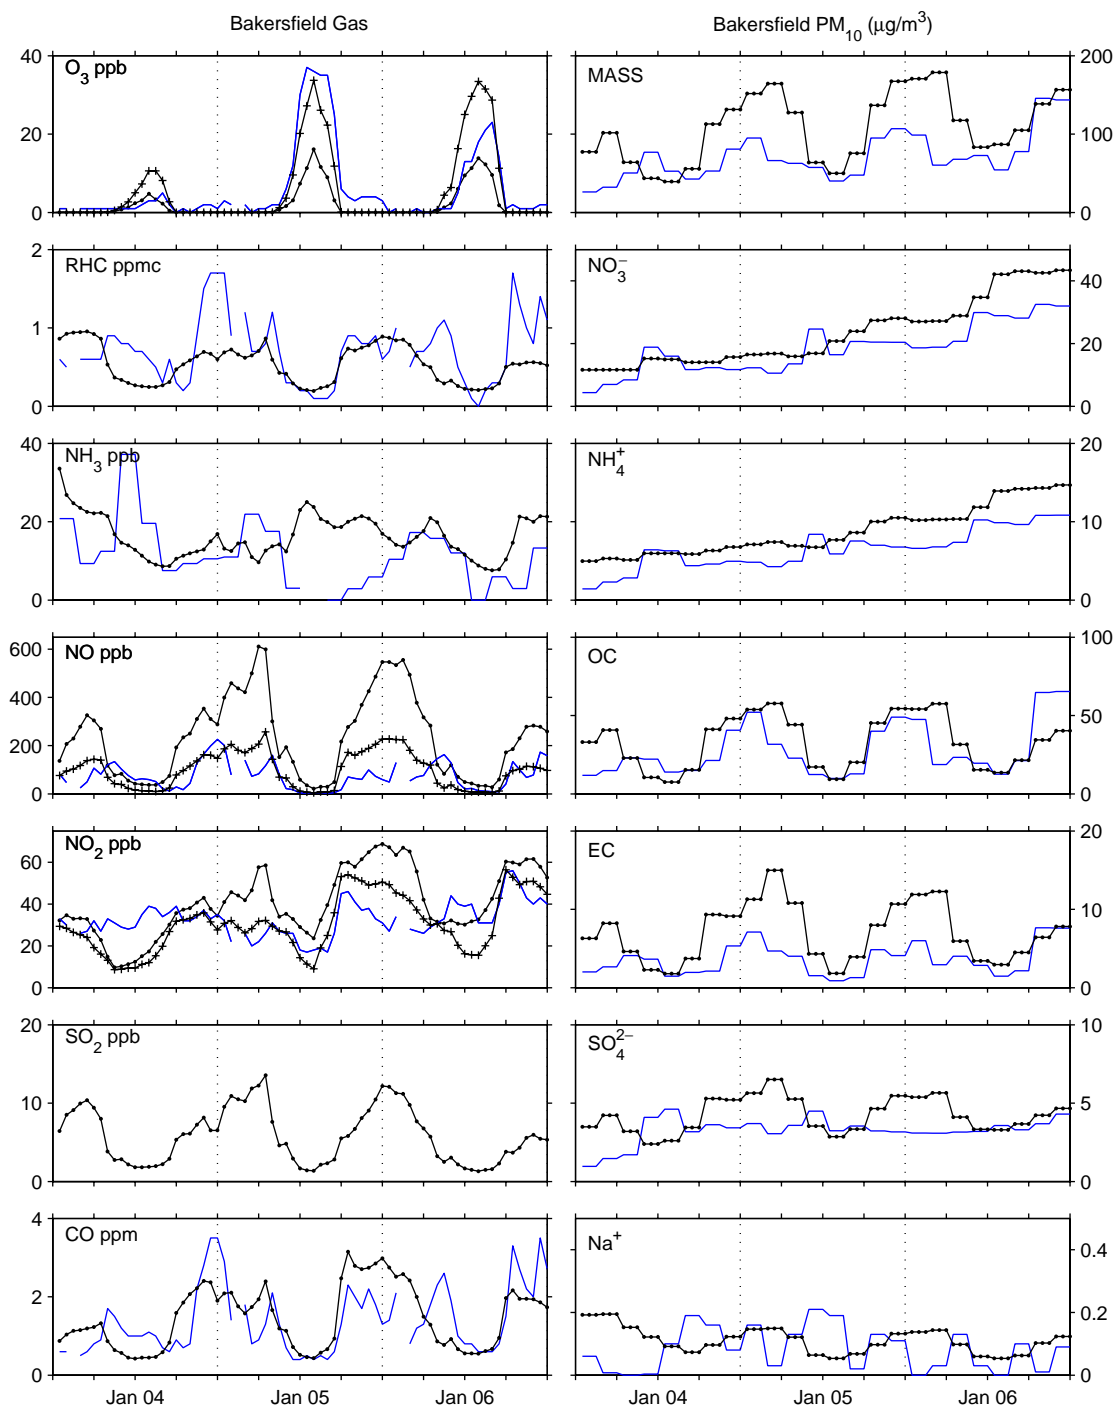 Bakersfield Gas
Bakersfield PM10 (μg/m3)
O3 ppb
40
20
0
MASS
200
100
0
RHC ppmc
2
1
0
NO3−
40
20
0
NH3 ppb
40
20
0
NH4+
20
10
0
NO ppb
600
400
200
0
OC
100
50
0
NO2 ppb
60
40
20
0
EC
20
10
0
SO2 ppb
20
10
0
SO42−
10
5
0
CO ppm
4
2
0
Na+
0.4
0.2
0
Jan 04 Jan 05 Jan 06
Jan 04 Jan 05 Jan 06